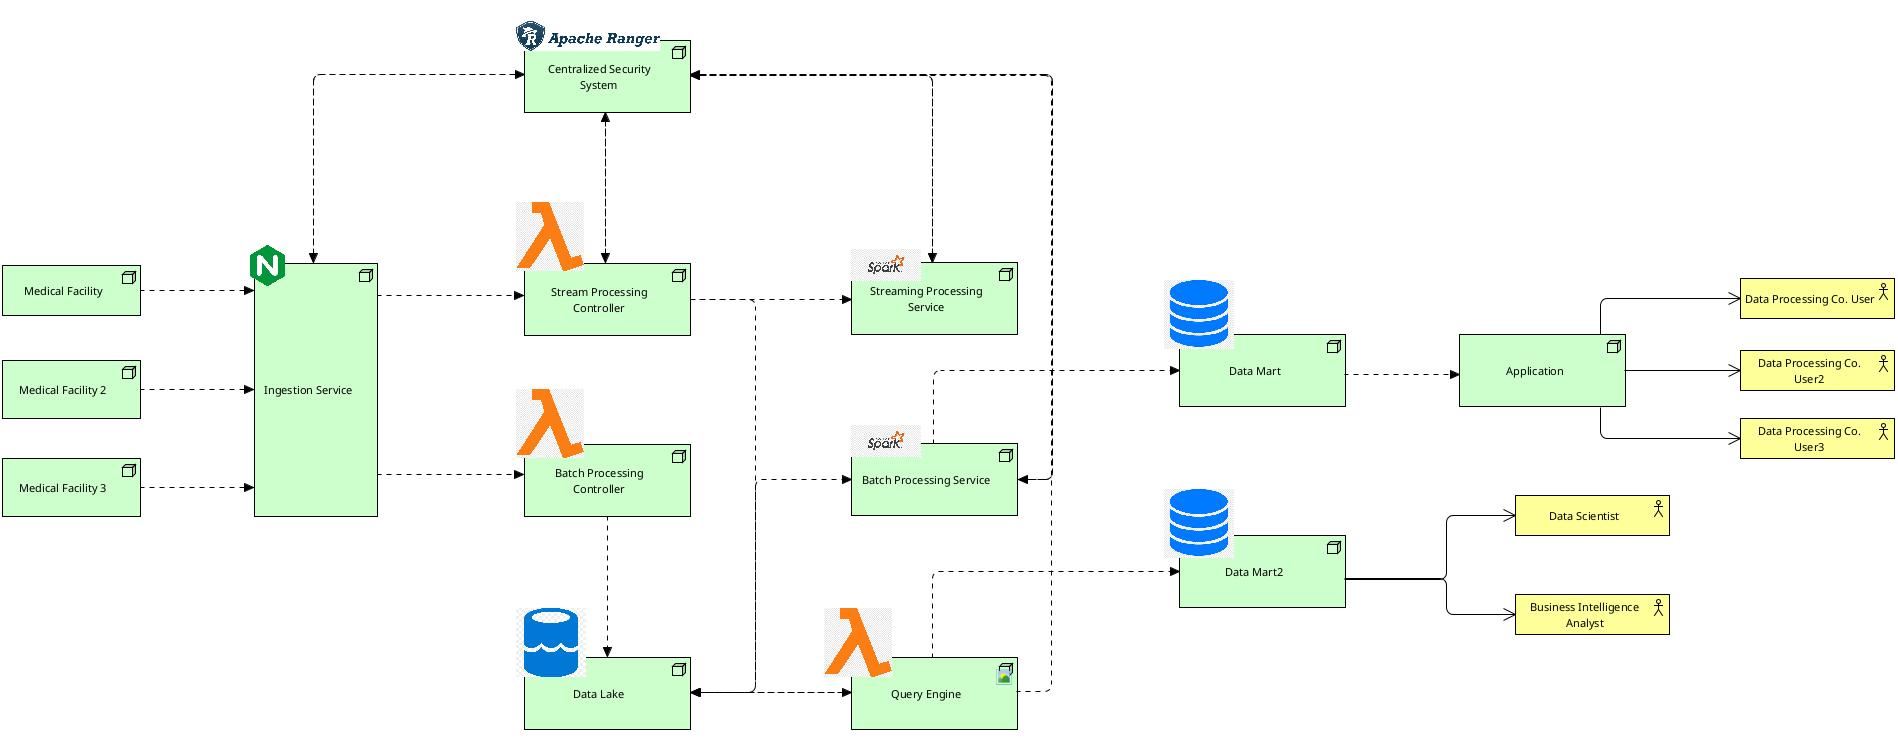 Apache Ranger
Centralized Security
System
Medical Facility
Medical Facility 2
Medical Facility 3
Ingestion Service
Stream Processing
Controller
Batch Processing
Controller
Data Lake
Spark
Streaming Processing
Service
Spark
Batch Processing Service
Query Engine
Data Mart
Data Mart2
Application
Data Processing Co. User
Data Processing Co.
User2
Data Processing Co.
User3
Data Scientist
Business Intelligence
Analyst